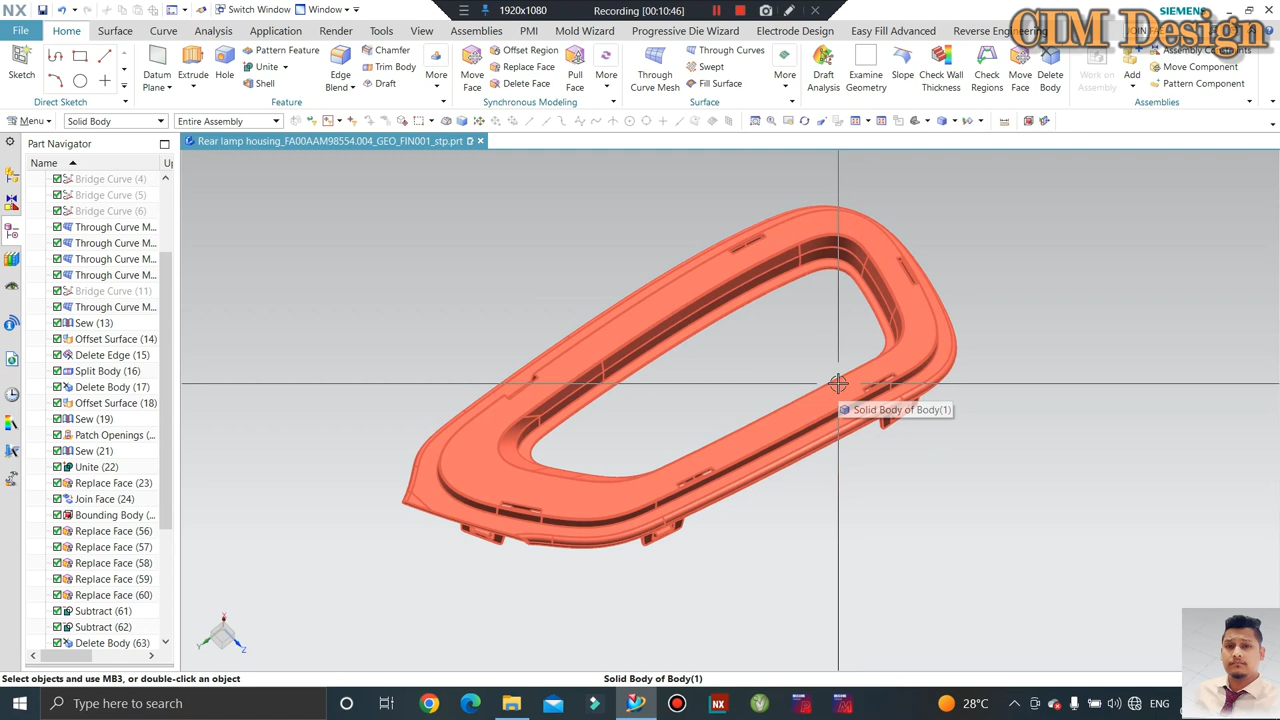 NX
Switch Window
Window
1920x1080
Recording [00:10:46]
SIEMENS
CIM Design
File
Home
Surface
Curve
Analysis
Application
Render
Tools
View
Assemblies
PMI
Mold Wizard
Progressive Die Wizard
Electrode Design
Easy Fill Advanced
Reverse Engineering
Sketch
Direct Sketch
Datum Plane
Extrude
Hole
Pattern Feature
Unite
Shell
Edge Blend
Chamfer
Trim Body
Draft
More
Feature
Move Face
Offset Region
Replace Face
Delete Face
Pull Face
More
Synchronous Modeling
Through Curve Mesh
Through Curves
Swept
Fill Surface
More
Surface
Draft Analysis
Examine Geometry
Slope
Check Wall Thickness
Check Regions
Move Face
Delete Body
Work on Assembly
Add
Assembly Constraints
Move Component
Pattern Component
Assemblies
Menu
Solid Body
Entire Assembly
Part Navigator
Rear lamp housing_FA00AAM98554.004_GEO_FIN001_stp.prt
Name
Up
Bridge Curve (4)
Bridge Curve (5)
Bridge Curve (6)
Through Curve M...
Through Curve M...
Through Curve M...
Through Curve M...
Bridge Curve (11)
Through Curve M...
Sew (13)
Offset Surface (14)
Delete Edge (15)
Split Body (16)
Delete Body (17)
Offset Surface (18)
Sew (19)
Patch Openings (...
Sew (21)
Unite (22)
Replace Face (23)
Join Face (24)
Bounding Body (...
Replace Face (56)
Replace Face (57)
Replace Face (58)
Replace Face (59)
Replace Face (60)
Subtract (61)
Subtract (62)
Delete Body (63)
Solid Body of Body(1)
X
Y
Z
Select objects and use MB3, or double-click an object
Solid Body of Body(1)
Type here to search
NX
28°C
ENG